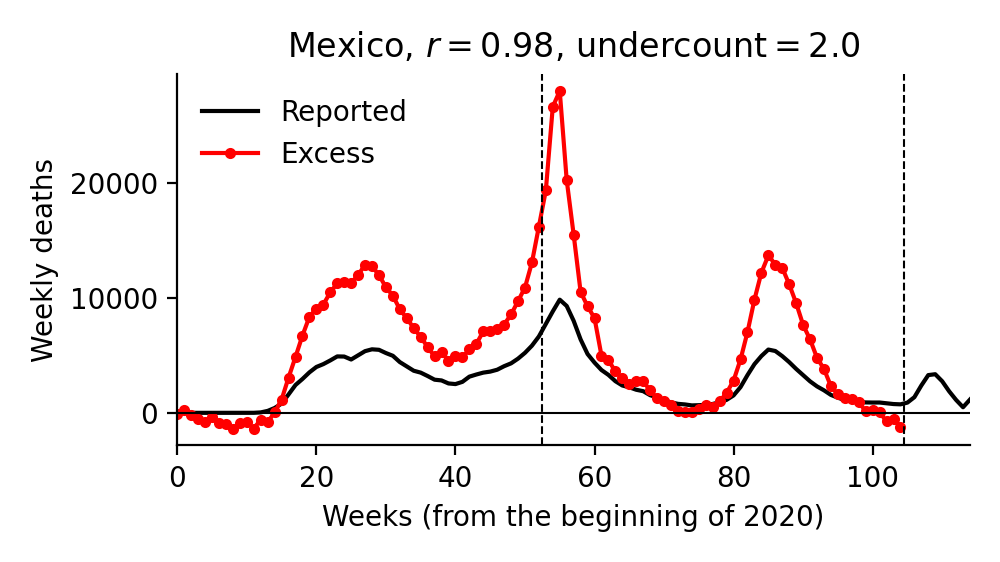 Mexico, r = 0.98, undercount = 2.0
Reported
Excess
Weekly deaths
20000
10000
0
0 20 40 60 80 100
Weeks (from the beginning of 2020)